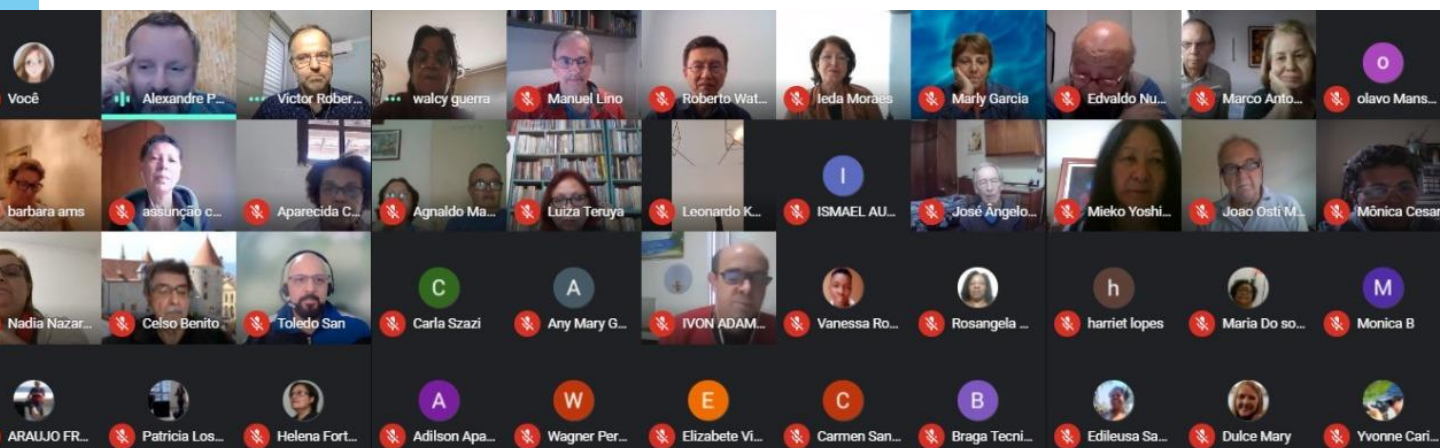 Você
Alexandre P...
Victor Rober...
walcy guerra
Manuel Lino
Roberto Wat...
Ieda Moraes
Marly Garcia
Edvaldo Nu...
Marco Anto...
o
olavo Mans...
barbara arns
assunção c...
Aparecida C...
Agnaldo Ma...
Luiza Teruya
Leonardo K...
I
ISMAEL AU...
José Ângelo...
Mieko Yoshi...
Joao Osti M...
Mônica Cesar
Nadia Nazar...
Celso Benito
Toledo San
C
Carla Szazi
A
Any Mary G...
IVON ADAM...
Vanessa Ro...
Rosangela ...
h
harriet lopes
Maria Do so...
M
Monica B
ARAUJO FR...
Patricia Los...
Helena Fort...
A
Adilson Apa...
W
Wagner Per...
E
Elizabete Vi...
C
Carmen San...
B
Braga Tecni...
Edileusa Sa...
Dulce Mary
Yvonne Cari...